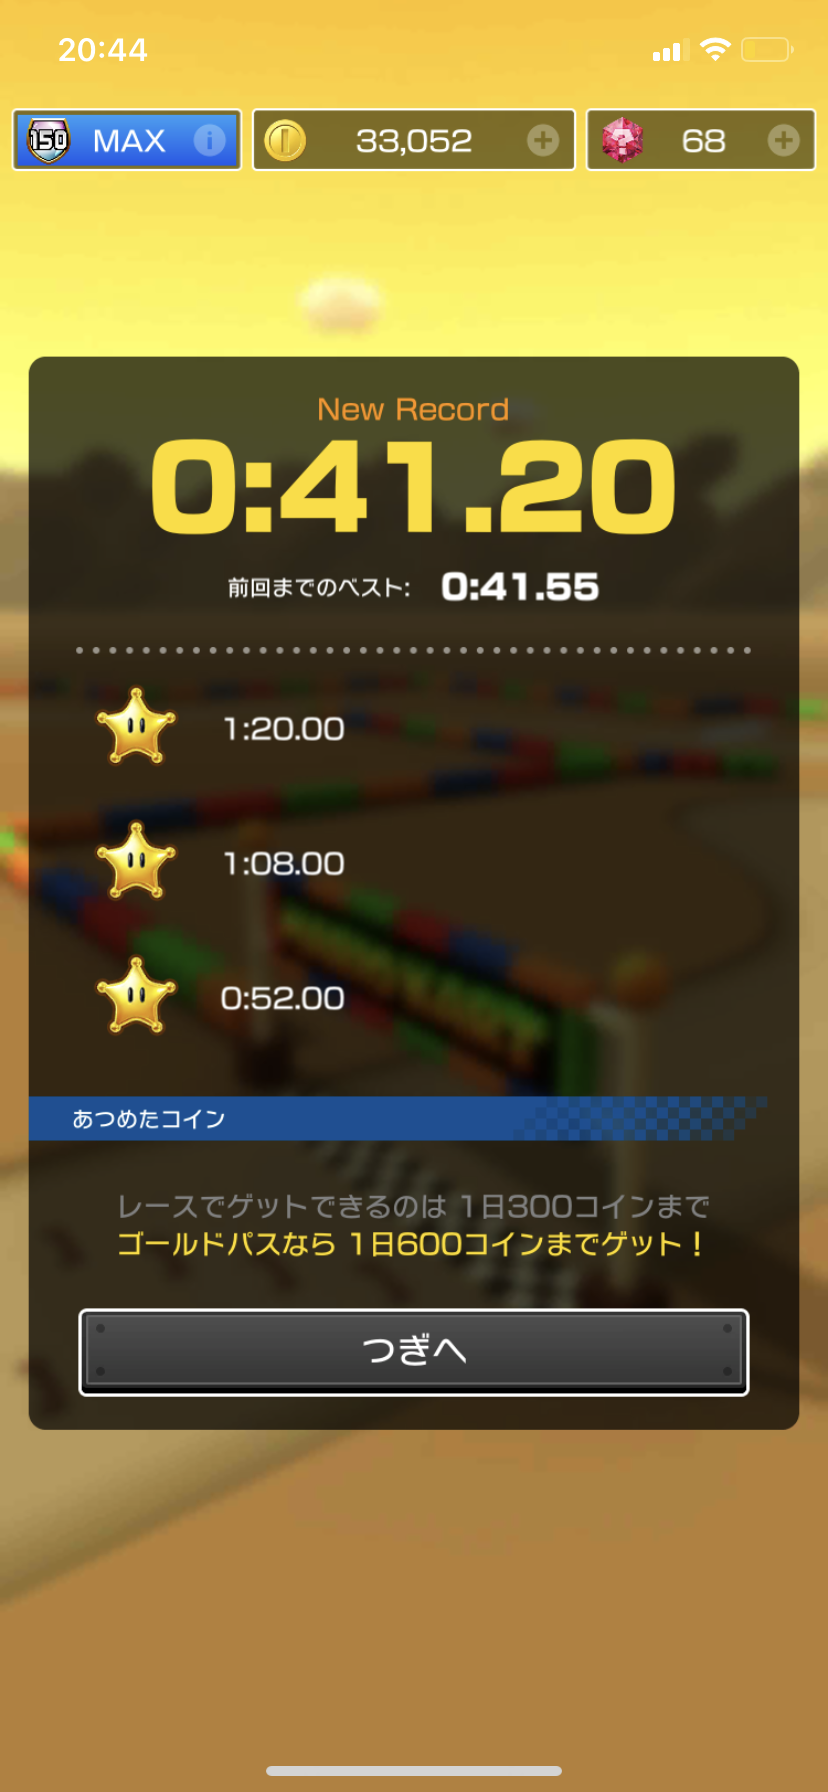 20:44
150 MAX i 33,052 + ? 68 +
New Record
0:41.20
前回までのベスト: 0:41.55
1:20.00
1:08.00
0:52.00
あつめたコイン
レースでゲットできるのは 1日300コインまで
ゴールドパスなら 1日600コインまでゲット!
つぎへ